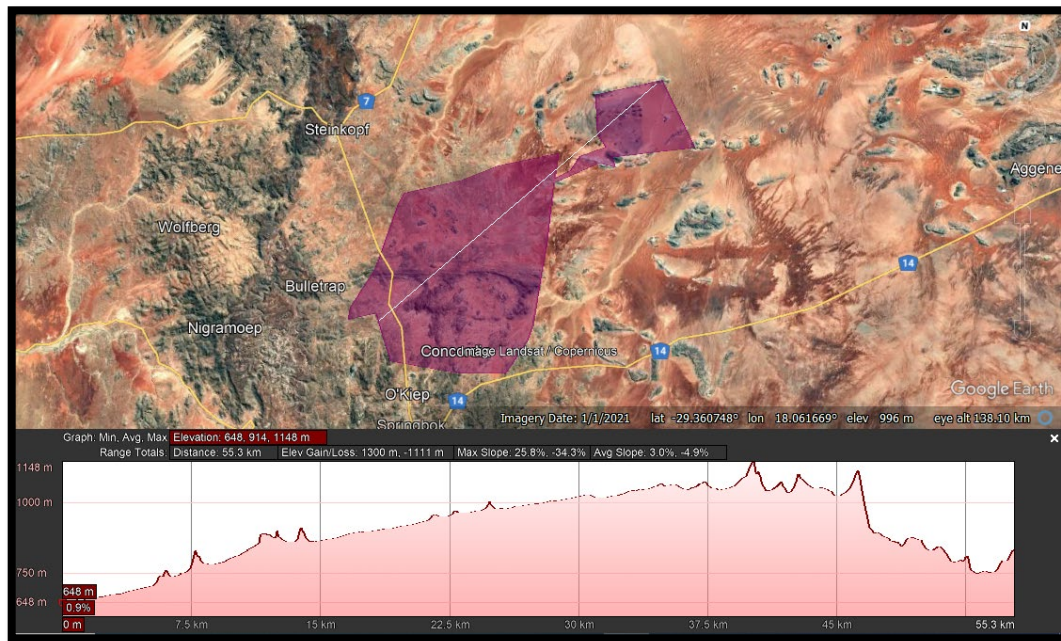 N
7
Steinkopf
Aggene
Wolfberg
14
Bulletrap
Nigramoep
Image Landsat / Copernicus
14
O'Kiep
14
Springbok
Google Earth
Imagery Date: 1/1/2021 lat -29.360748° lon 18.061669° elev 996 m eye alt 138.10 km
Graph: Min, Avg, Max Elevation: 648, 914, 1148 m
Range Totals: Distance: 55.3 km Elev Gain/Loss: 1300 m, -1111 m Max Slope: 25.8%, -34.3% Avg Slope: 3.0%, -4.9%
1148 m
1000 m
750 m
648 m
648 m
0.9%
0 m 7.5 km 15 km 22.5 km 30 km 37.5 km 45 km 55.3 km